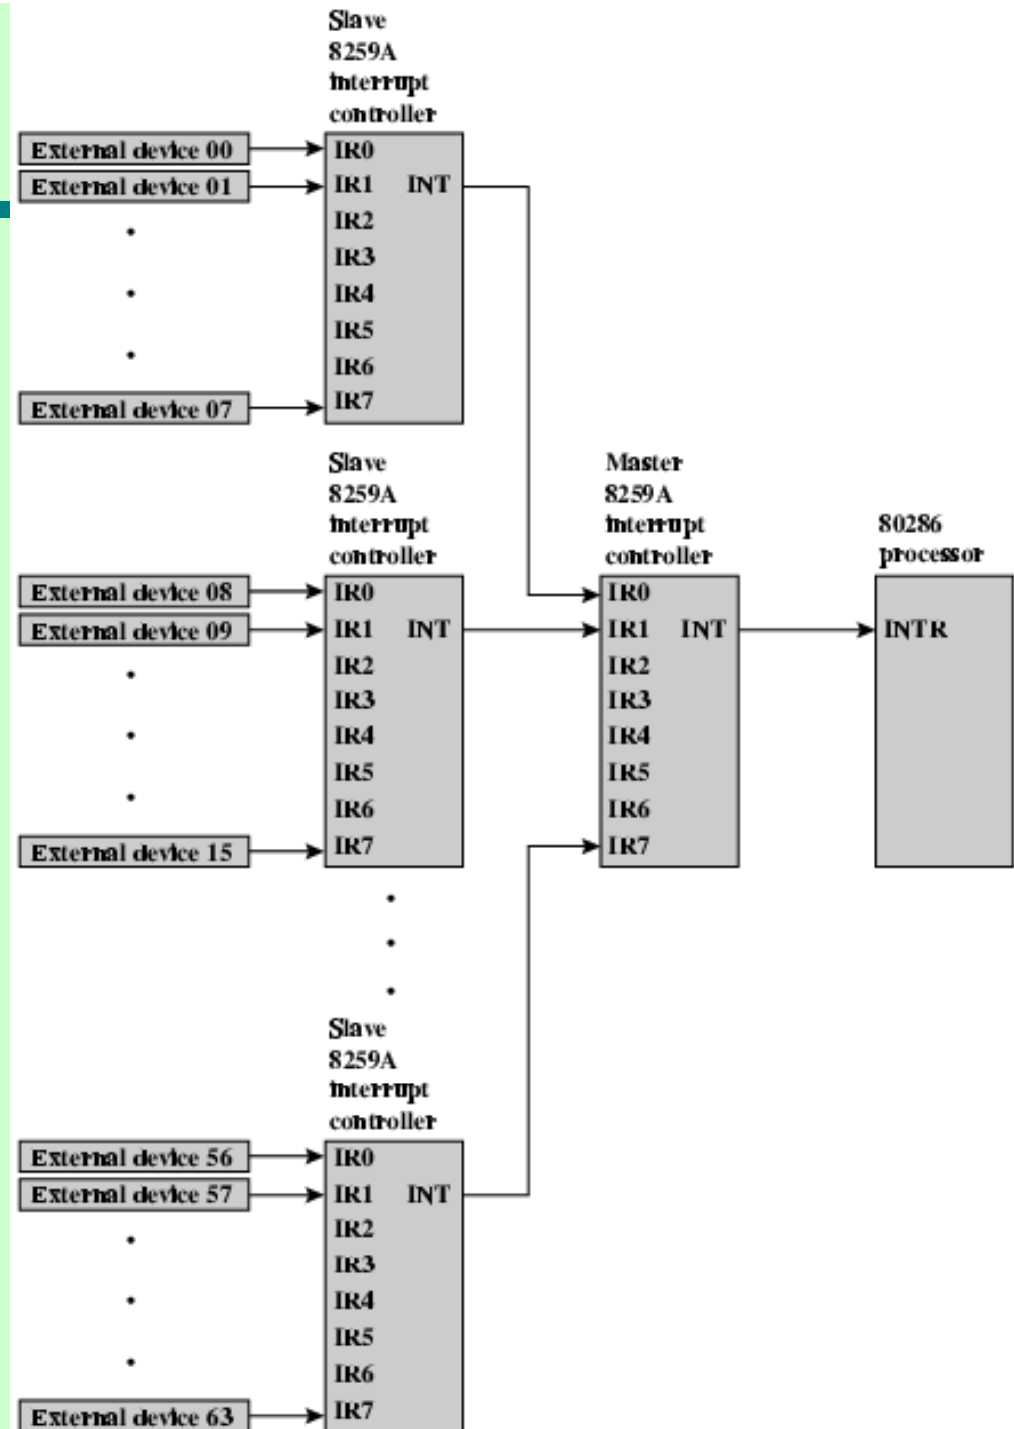 Slave
8259A
interrupt
controller
External device 00
IR0
External device 01
IR1 INT
IR2
IR3
IR4
IR5
IR6
External device 07
IR7
Slave
8259A
interrupt
controller
Master
8259A
interrupt
controller
80286
processor
External device 08
IR0
External device 09
IR1 INT
IR2
IR3
IR4
IR5
IR6
External device 15
IR7
IR0
IR1 INT
IR2
IR3
IR4
IR5
IR6
IR7
INTR
Slave
8259A
interrupt
controller
External device 56
IR0
External device 57
IR1 INT
IR2
IR3
IR4
IR5
IR6
External device 63
IR7